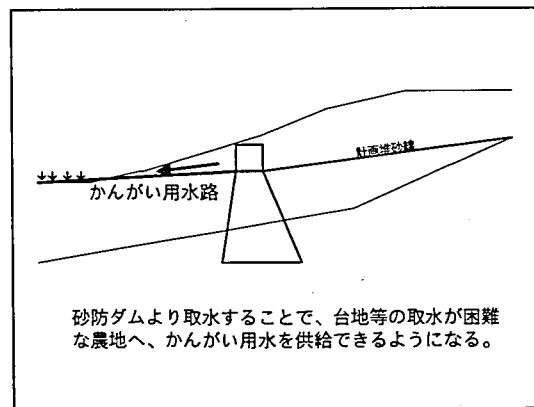 計画堆砂線
かんがい用水路
砂防ダムより取水することで、台地等の取水が困難
な農地へ、かんがい用水を供給できるようになる。